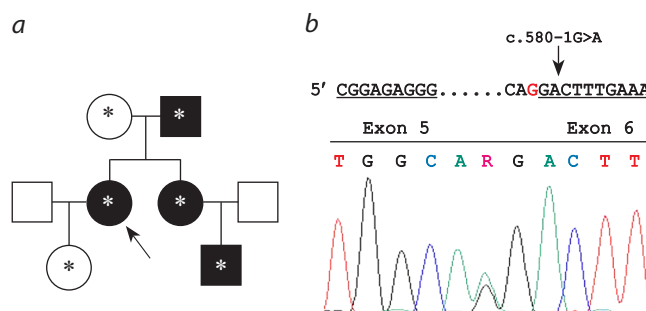 a
*
*
*
*
*
*
b
c.580-1G>A
5' CGGAGAGGG......CAGGACTTTGAAA
Exon 5 Exon 6
T G G C A R G A C T T